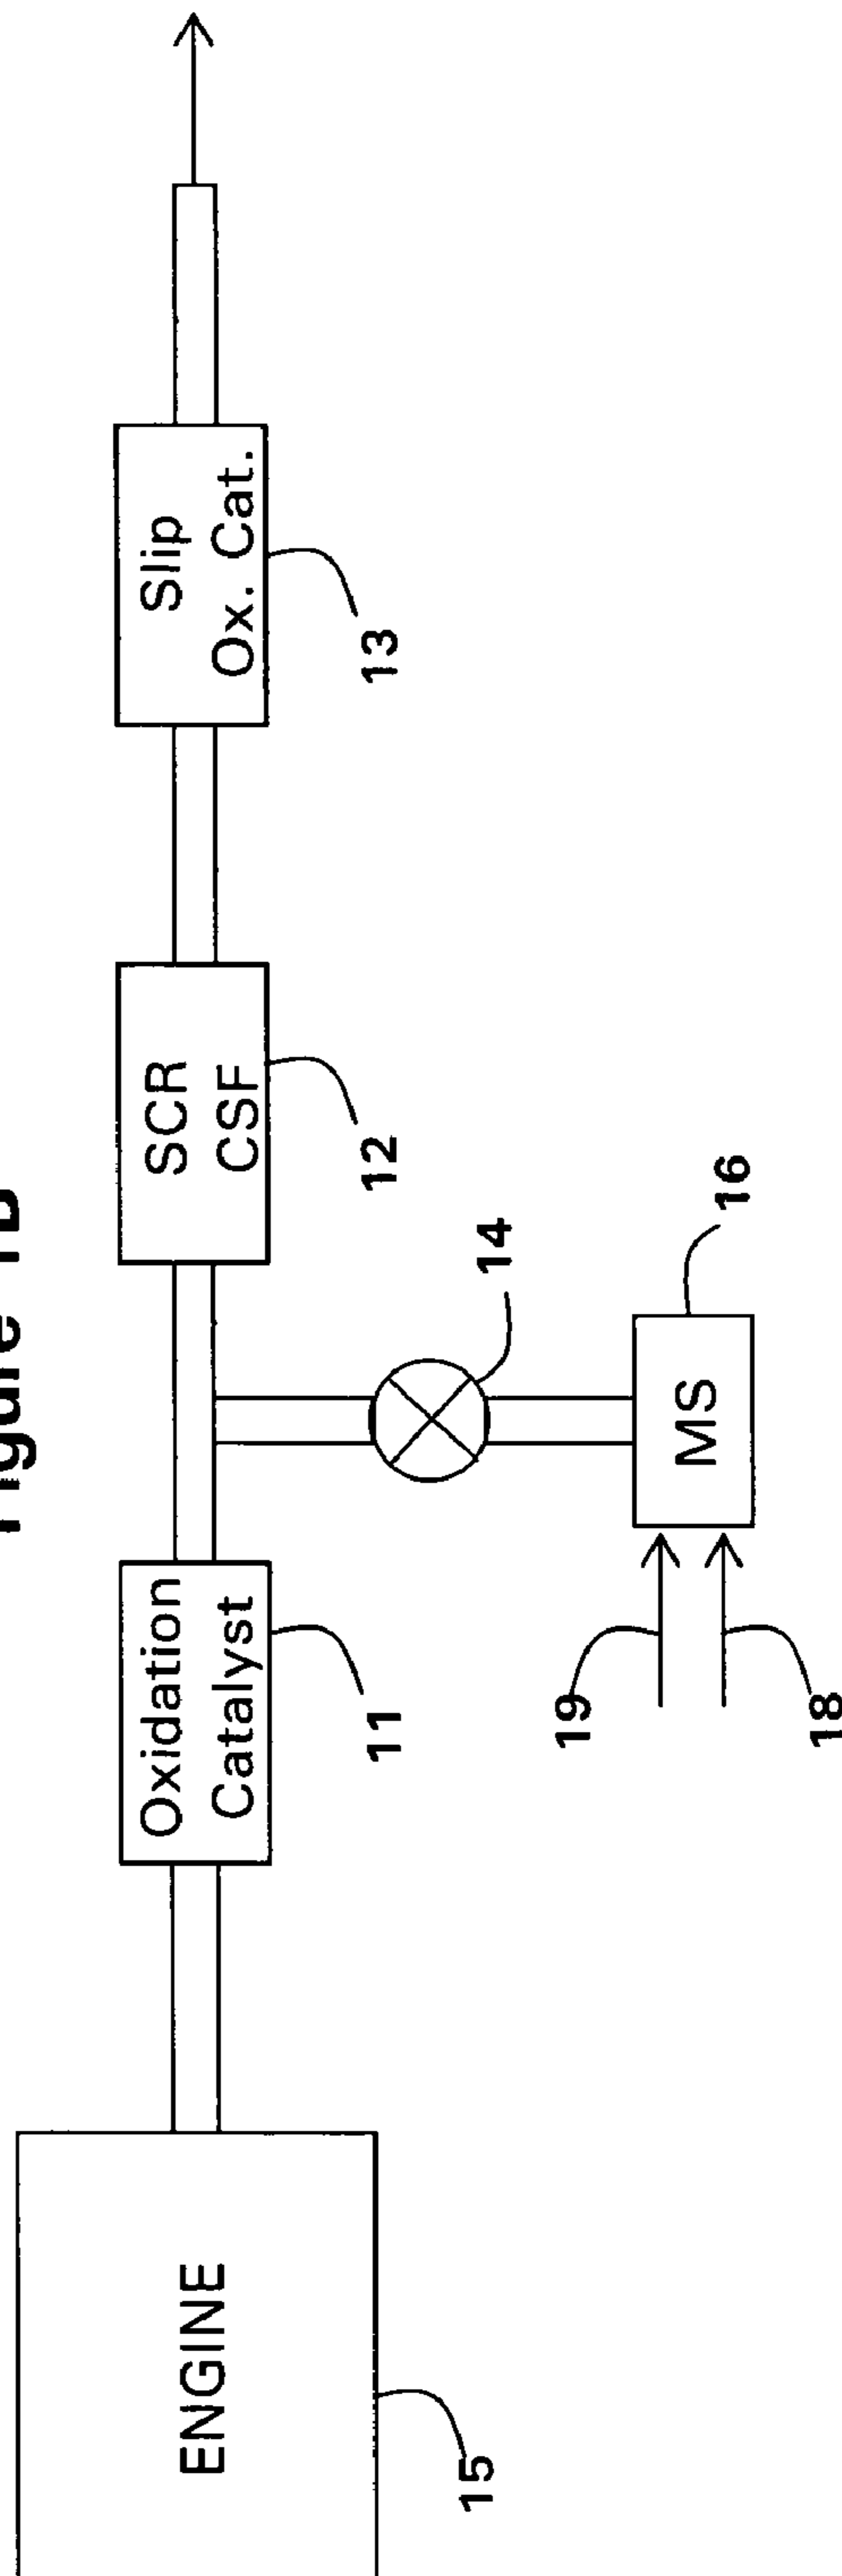 Figure 1B
ENGINE
15
Oxidation
Catalyst
11
SCR
CSF
12
Slip
Ox. Cat.
13
14
MS
16
19
18